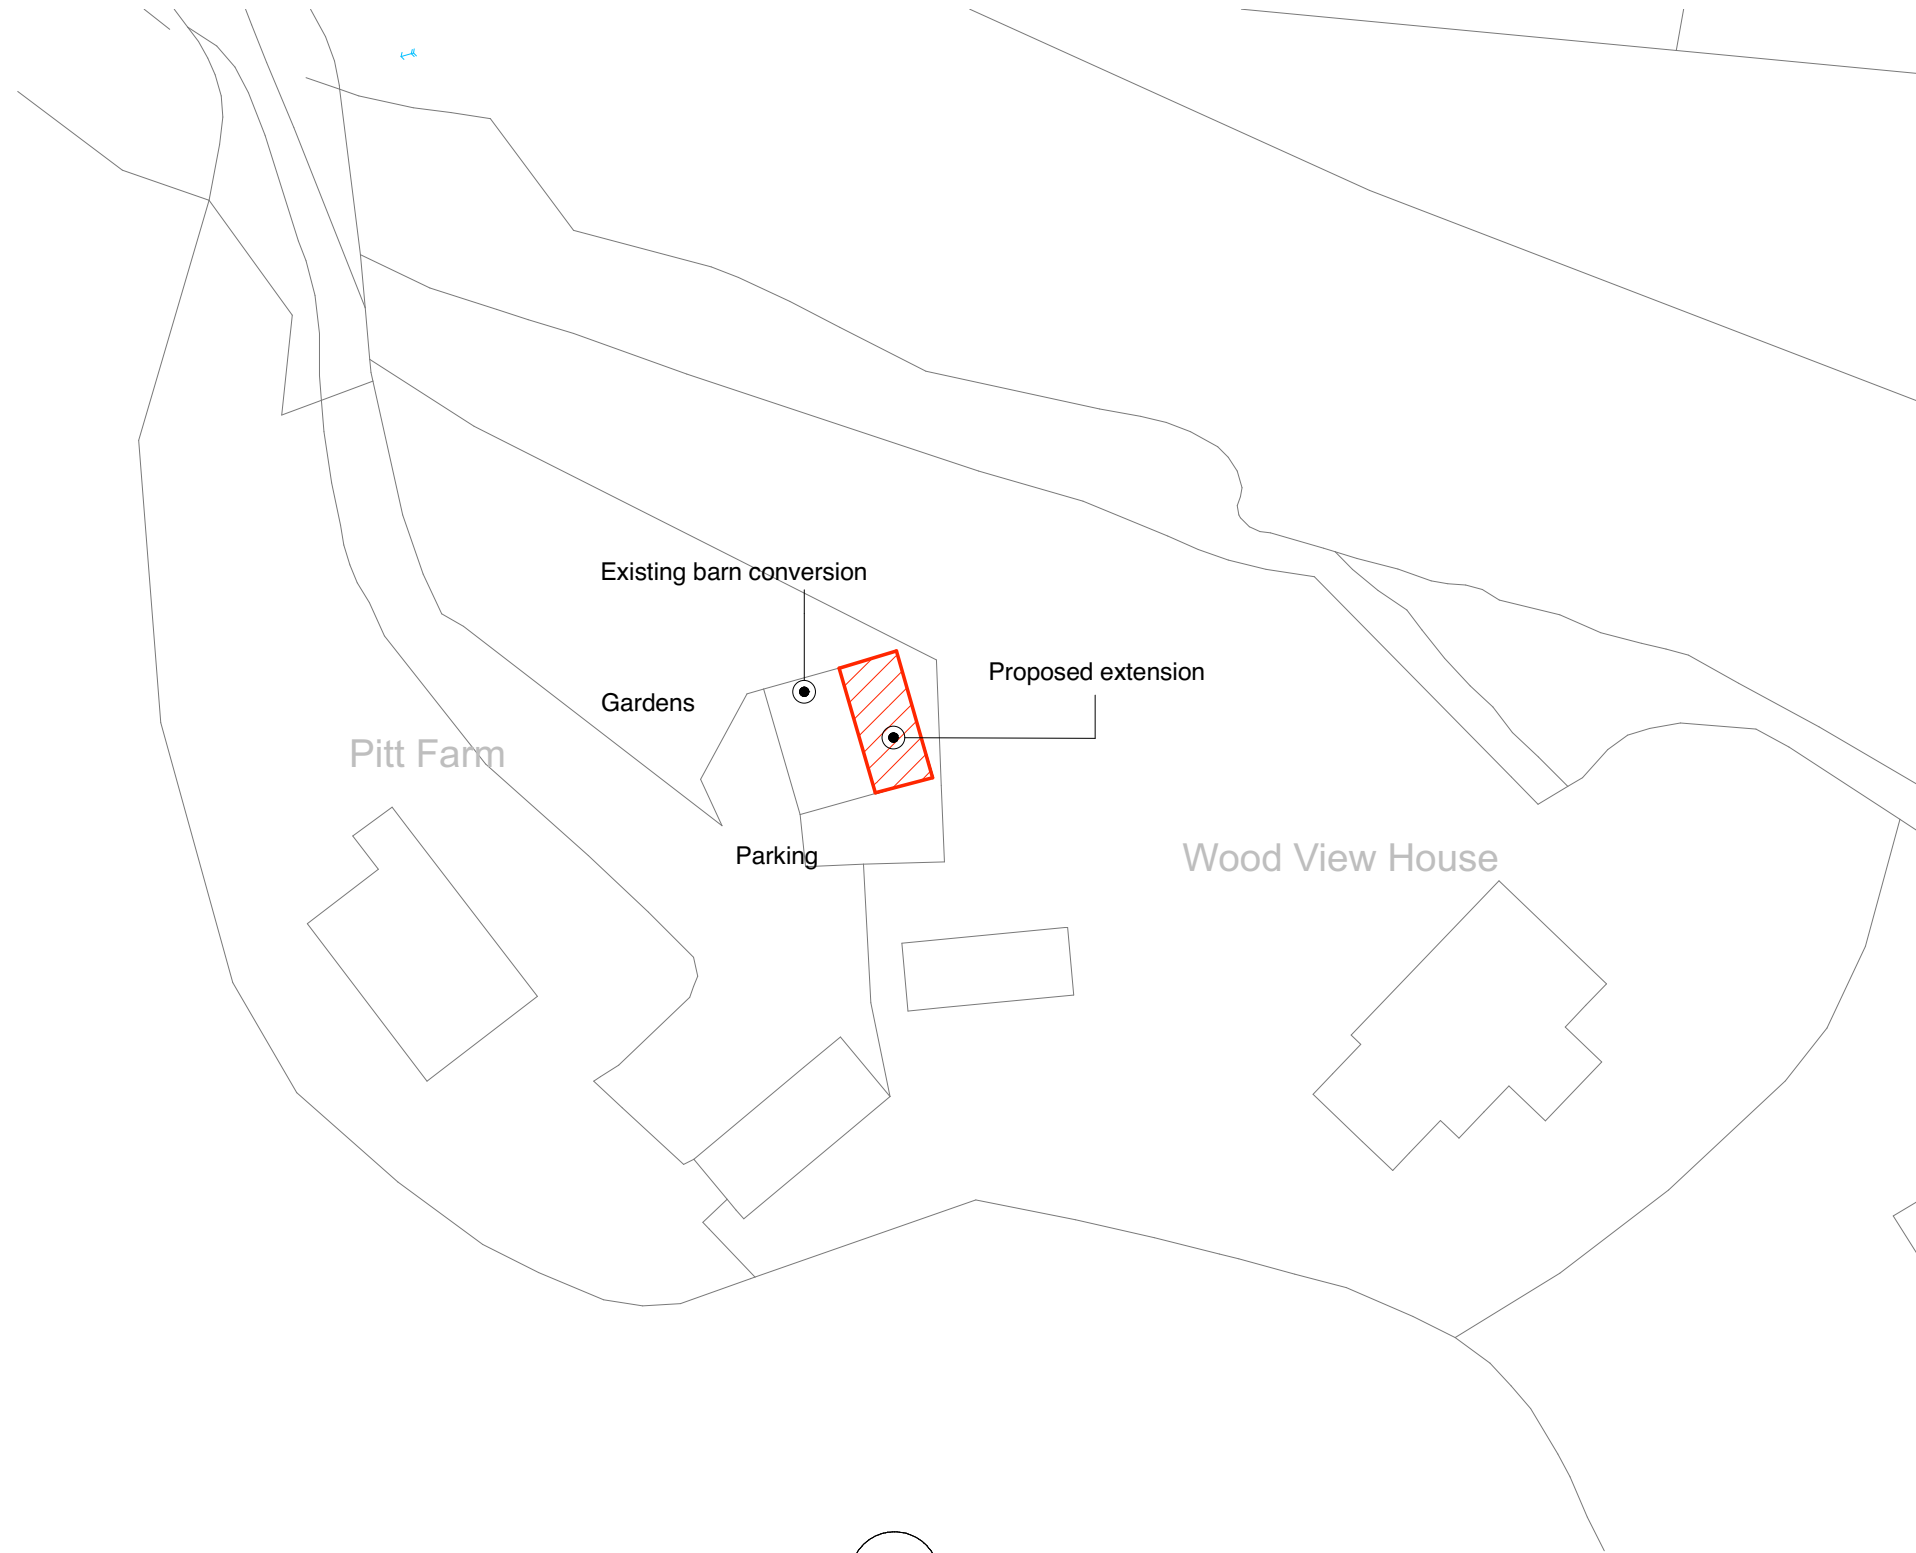 Existing barn conversion
Proposed extension
Gardens
Pitt Farm
Parking
Wood View House